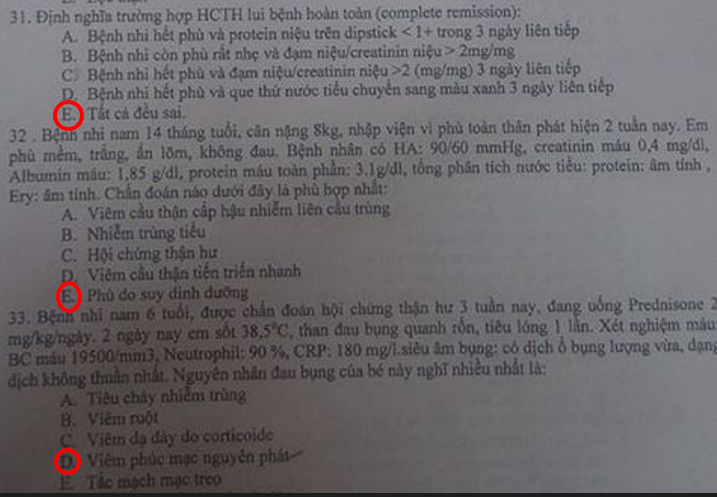 31. Định nghĩa trường hợp HCTH lui bệnh hoàn toàn (complete remission):
A. Bệnh nhi hết phù và protein niệu trên dipstick < 1+ trong 3 ngày liên tiếp
B. Bệnh nhi còn phù rất nhẹ và đạm niệu/creatinin niệu > 2mg/mg
C. Bệnh nhi hết phù và đạm niệu/creatinin niệu >2 (mg/mg) 3 ngày liên tiếp
D. Bệnh nhi hết phù và que thử nước tiểu chuyển sang màu xanh 3 ngày liên tiếp
E. Tất cả đều sai.
32 . Bệnh nhi nam 14 tháng tuổi, cân nặng 8kg, nhập viện vì phù toàn thân phát hiện 2 tuần nay. Em
phù mềm, trắng, ấn lõm, không đau. Bệnh nhân có HA: 90/60 mmHg, creatinin máu 0,4 mg/dl,
Albumin máu: 1,85 g/dl, protein máu toàn phần: 3.1g/dl, tổng phân tích nước tiểu: protein: âm tính ,
Ery: âm tính. Chẩn đoán nào dưới đây là phù hợp nhất:
A. Viêm cầu thận cấp hậu nhiễm liên cầu trùng
B. Nhiễm trùng tiểu
C. Hội chứng thận hư
D. Viêm cầu thận tiến triển nhanh
E. Phù do suy dinh dưỡng
33. Bệnh nhi nam 6 tuổi, được chẩn đoán hội chứng thận hư 3 tuần nay, đang uống Prednisone 2
mg/kg/ngày. 2 ngày nay em sốt 38,5°C, than đau bụng quanh rốn, tiêu lỏng 1 lần. Xét nghiệm máu
BC máu 19500/mm3, Neutrophil: 90 %, CRP: 180 mg/l.siêu âm bụng: có dịch ổ bụng lượng vừa, dạng
dịch không thuần nhất. Nguyên nhân đau bụng của bé này nghĩ nhiều nhất là:
A. Tiêu chảy nhiễm trùng
B. Viêm ruột
C. Viêm dạ dày do corticoide
D. Viêm phúc mạc nguyên phát
E. Tắc mạch mạc treo